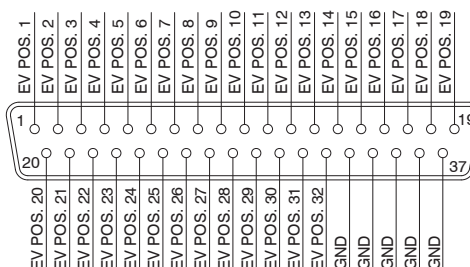 EV POS. 1
EV POS. 2
EV POS. 3
EV POS. 4
EV POS. 5
EV POS. 6
EV POS. 7
EV POS. 8
EV POS. 9
EV POS. 10
EV POS. 11
EV POS. 12
EV POS. 13
EV POS. 14
EV POS. 15
EV POS. 16
EV POS. 17
EV POS. 18
EV POS. 19
1
19
20
37
EV POS. 20
EV POS. 21
EV POS. 22
EV POS. 23
EV POS. 24
EV POS. 25
EV POS. 26
EV POS. 27
EV POS. 28
EV POS. 29
EV POS. 30
EV POS. 31
EV POS. 32
GND
GND
GND
GND
GND